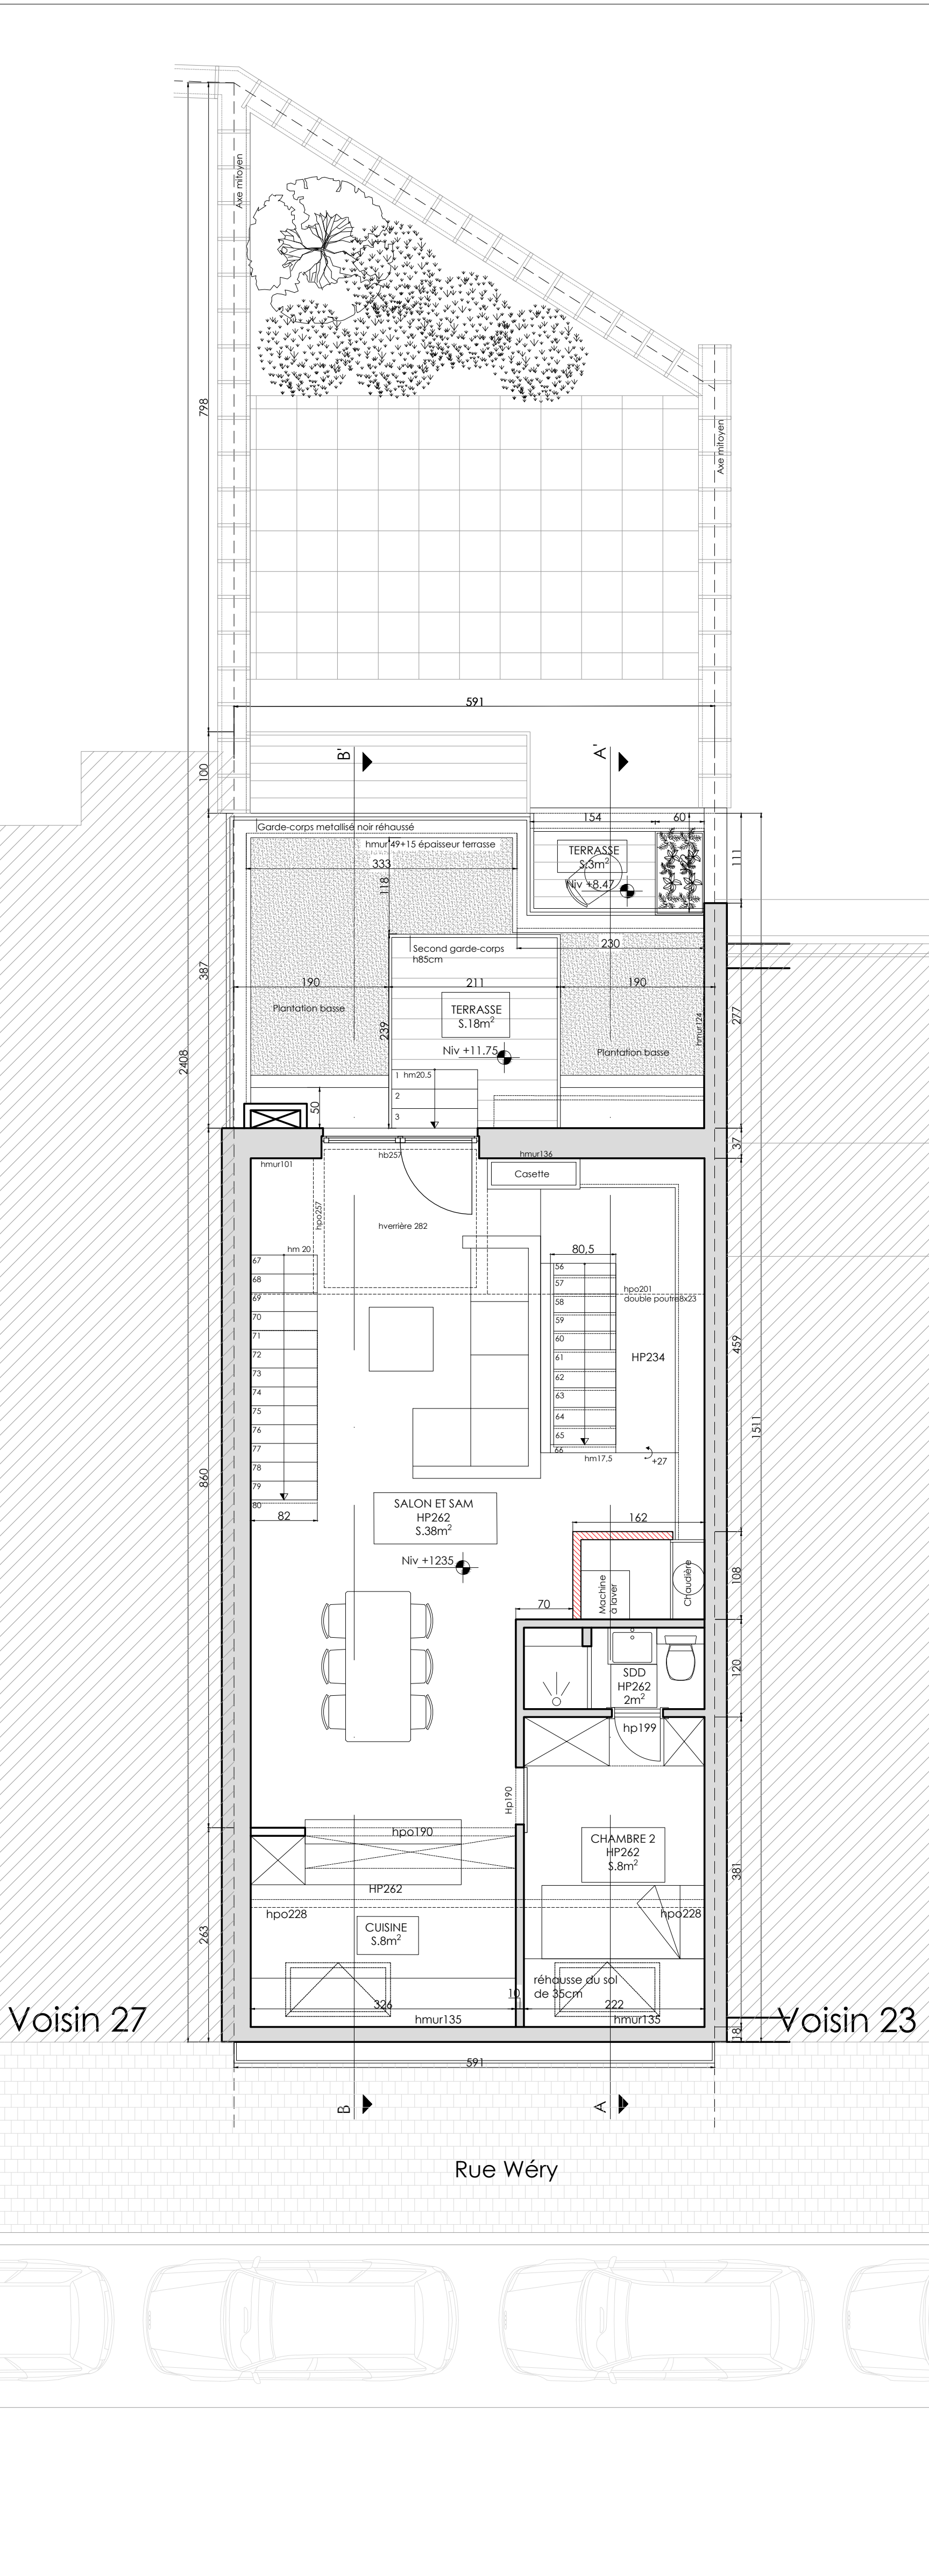 Axe mitoyen
798
Axe mitoyen
591
B'
A'
100
Garde-corps metallisé noir réhaussé
hmur 49+15 épaisseur terrasse
333
118
154
60
TERRASSE
S.3m²
Niv +8.47
111
Second garde-corps
h85cm
230
387
190
211
190
277
Plantation basse
TERRASSE
S.18m²
239
Niv +11.75
hmur124
Plantation basse
2408
1 hm20.5
2
3
50
37
hmur101
hb257
hmur136
Casette
hpo257
hverrière 282
hm 20
80,5
67
68
69
70
71
72
73
74
75
76
77
78
79
80
82
56
57
58
59
60
61
62
63
64
65
66
hm17,5
+27
hpo201
double poutre8x23
HP234
459
1511
860
SALON ET SAM
HP262
S.38m²
Niv +1235
162
Machine
à laver
Chaudière
108
70
SDD
HP262
2m²
120
hp199
Hp190
hpo190
CHAMBRE 2
HP262
S.8m²
381
HP262
hpo228
hpo228
CUISINE
S.8m²
263
réhausse du sol
de 35cm
326
10
222
hmur135
hmur135
18
Voisin 27
Voisin 23
591
B
A
Rue Wéry